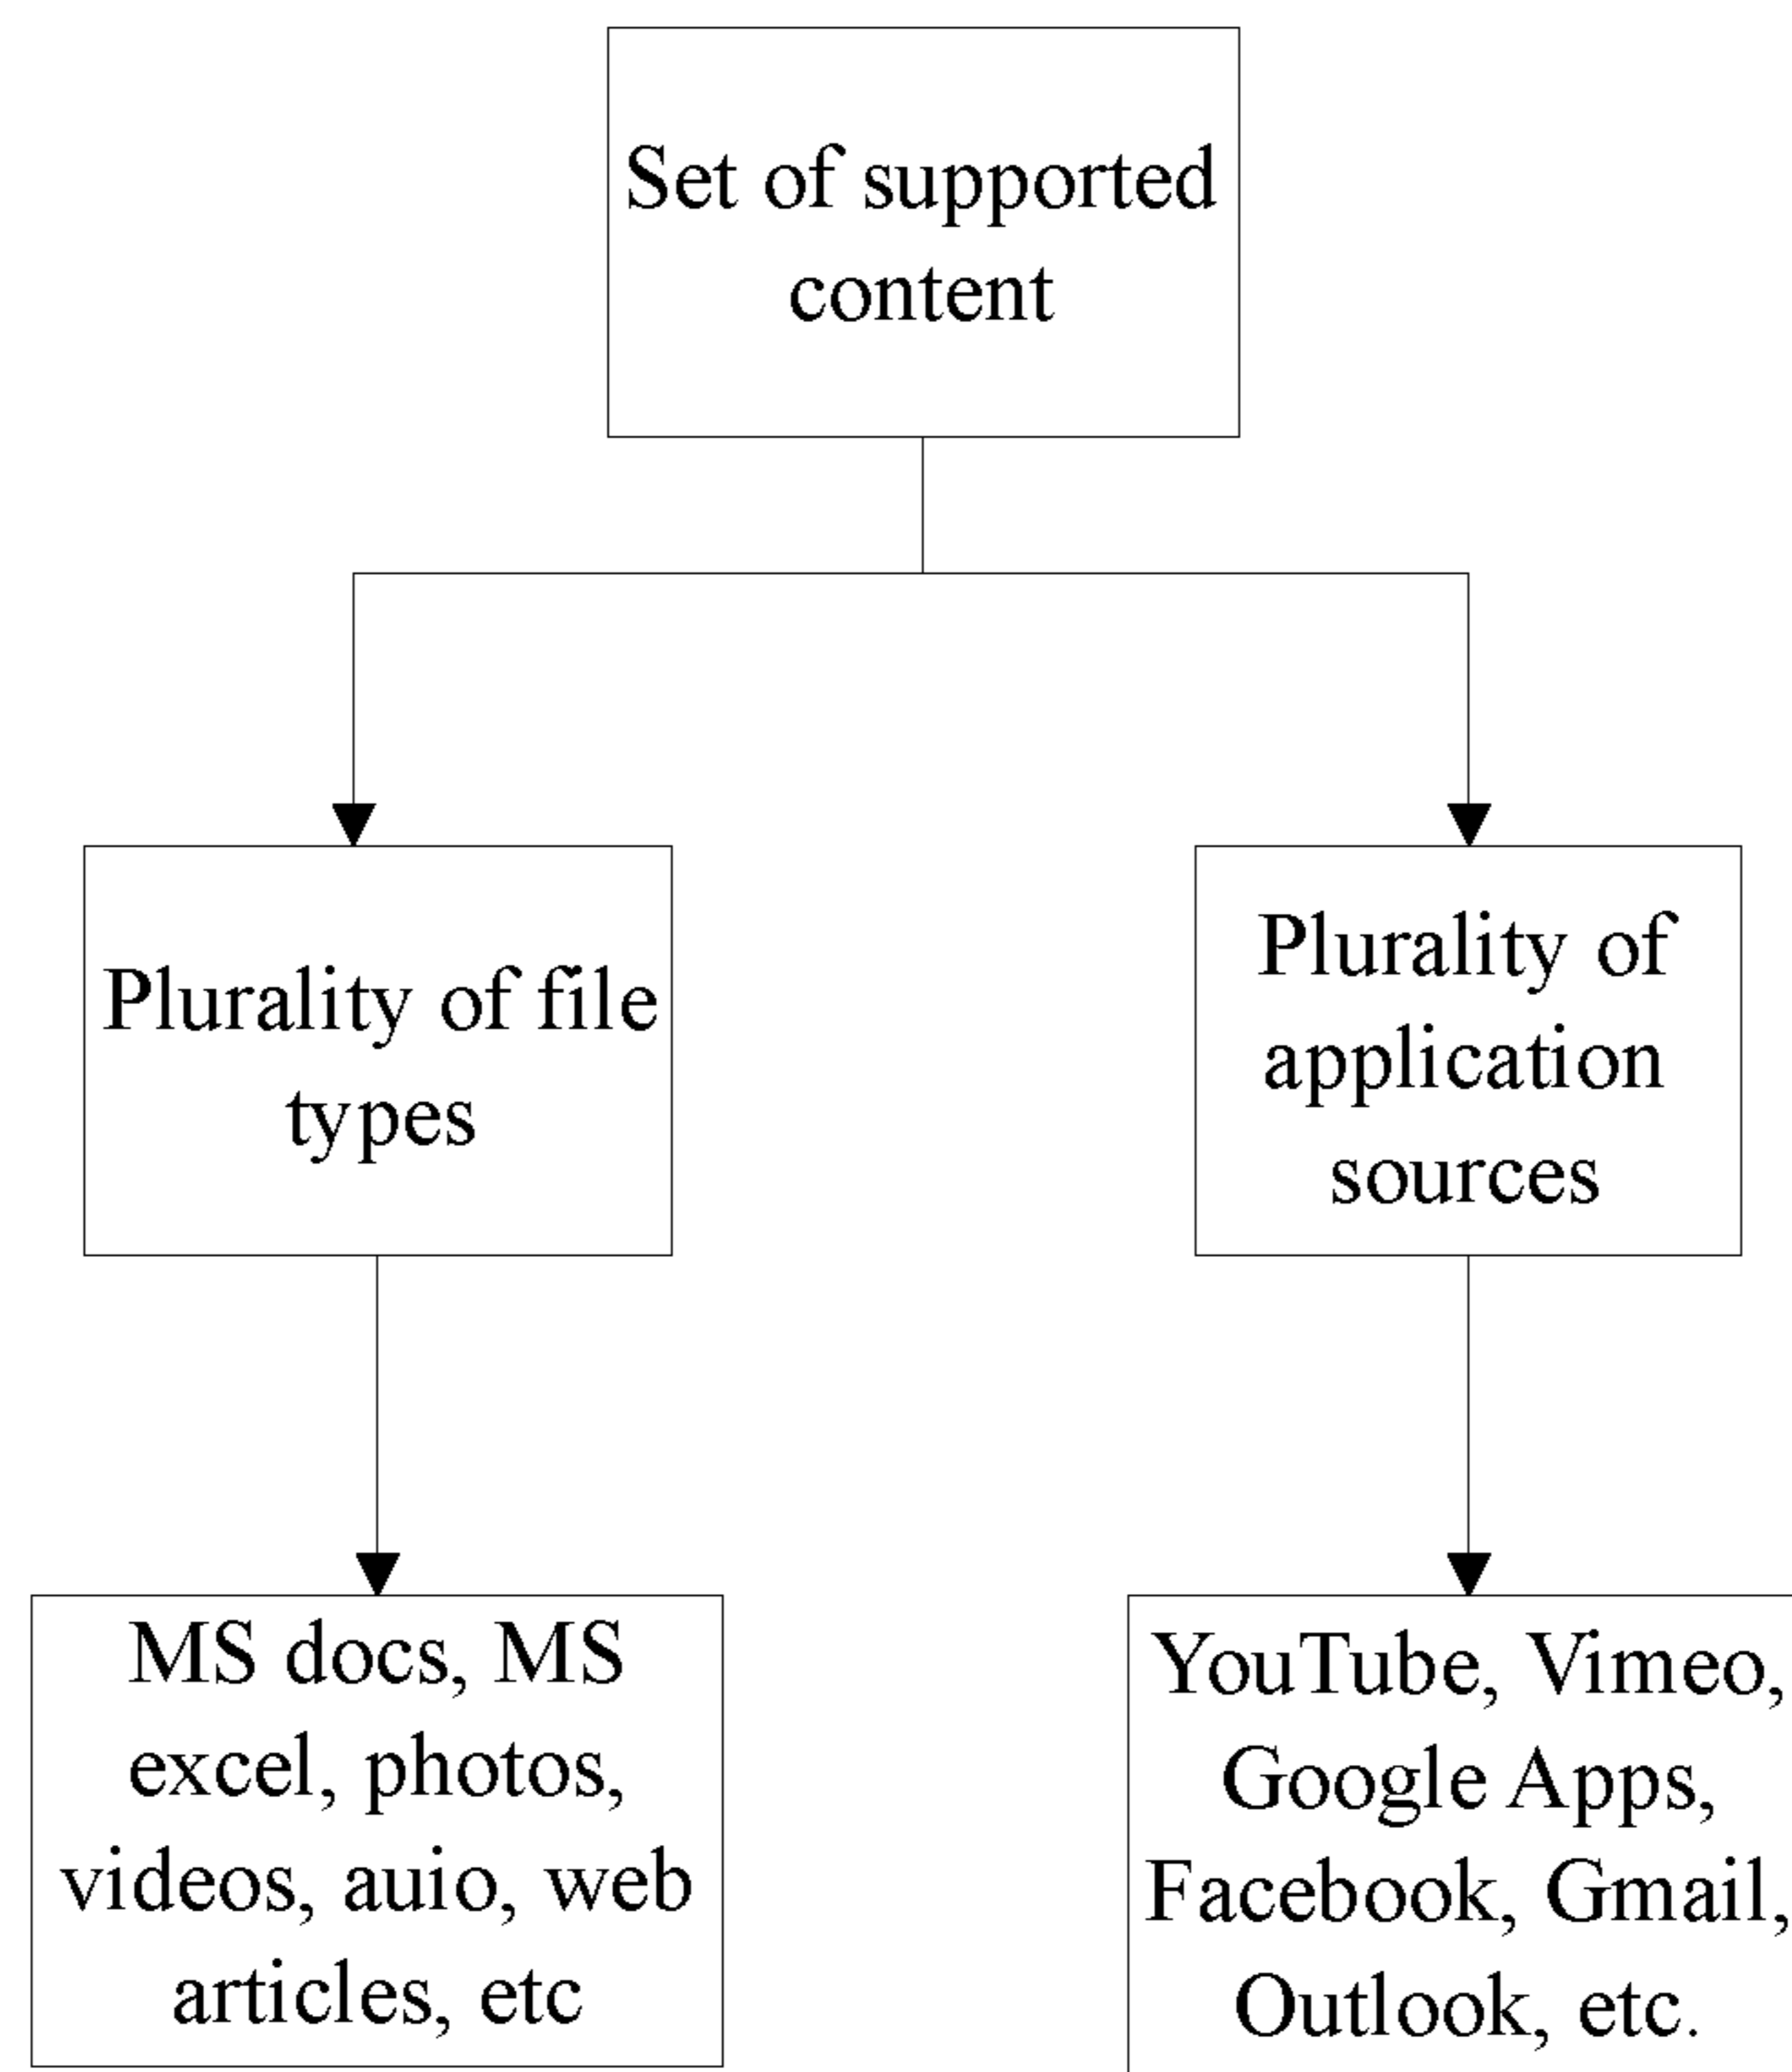 Set of supported
content
Plurality of file
types
Plurality of
application
sources
MS docs, MS
excel, photos,
videos, auio, web
articles, etc
YouTube, Vimeo,
Google Apps,
Facebook, Gmail,
Outlook, etc.